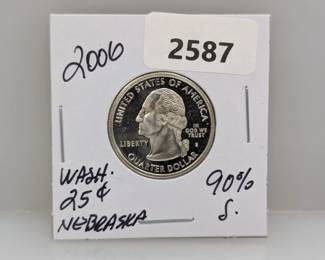 2006
2587
UNITED STATES OF AMERICA
LIBERTY
IN
GOD WE
TRUST
S
QUARTER DOLLAR
WASH.
25¢
NEBRASKA
90%
S.